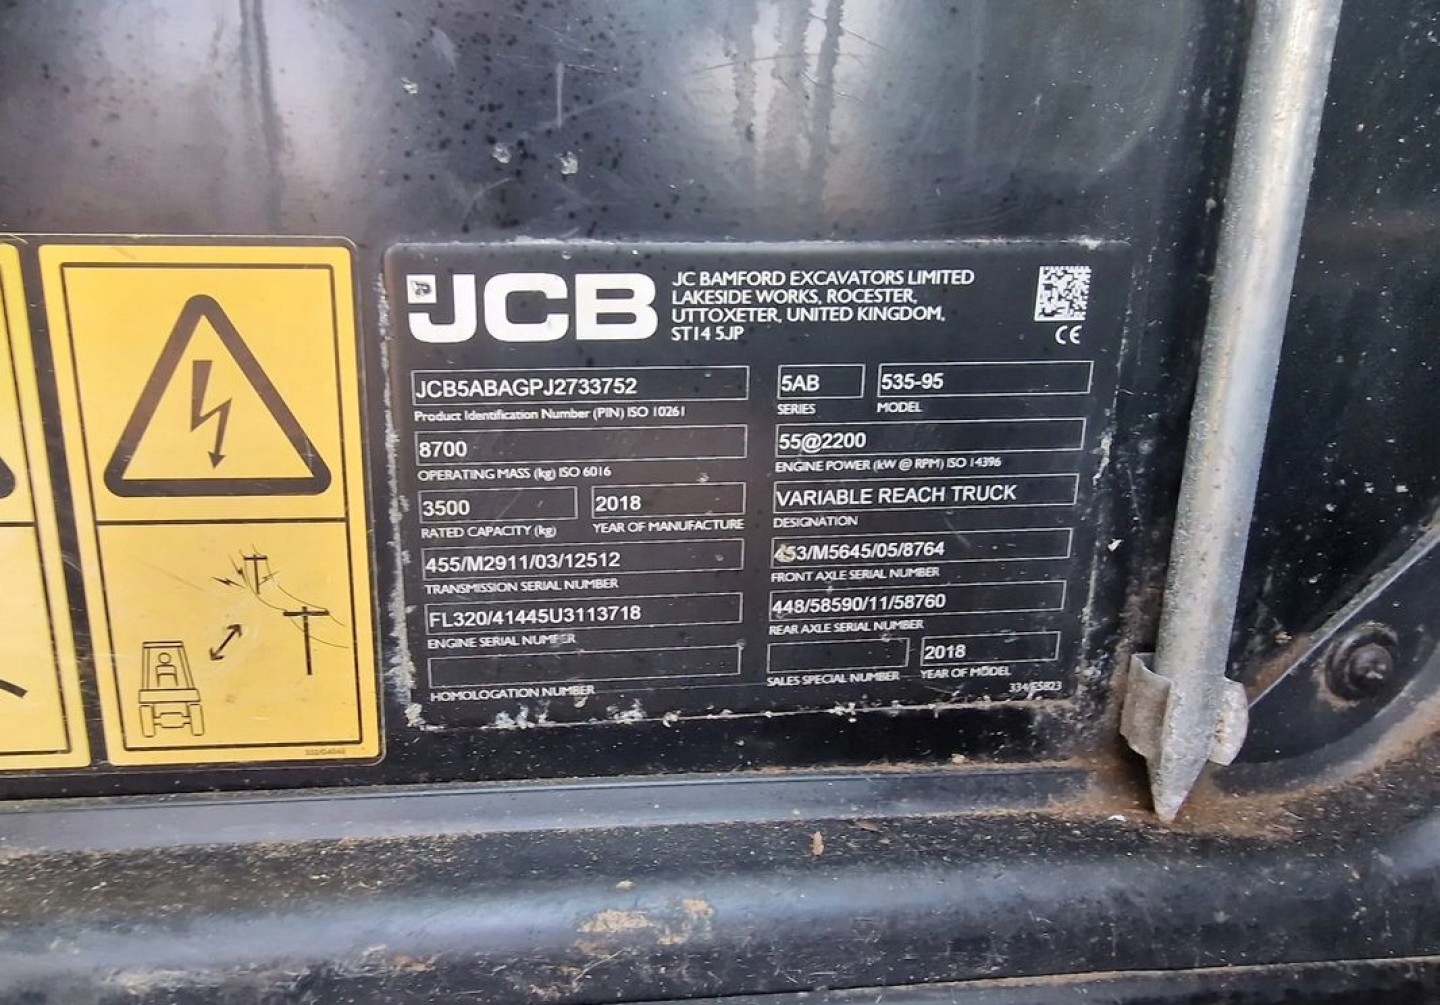 JCB
JC BAMFORD EXCAVATORS LIMITED
LAKESIDE WORKS, ROCESTER,
UTTOXETER, UNITED KINGDOM,
ST14 5JP
CE
JCB5ABAGPJ2733752
Product Identification Number (PIN) ISO 10261
5AB
SERIES
535-95
MODEL
8700
OPERATING MASS (kg) ISO 6016
55@2200
ENGINE POWER (kW @ RPM) ISO 14396
3500
RATED CAPACITY (kg)
2018
YEAR OF MANUFACTURE
VARIABLE REACH TRUCK
DESIGNATION
455/M2911/03/12512
TRANSMISSION SERIAL NUMBER
453/M5645/05/8764
FRONT AXLE SERIAL NUMBER
FL320/41445U3113718
ENGINE SERIAL NUMBER
448/58590/11/58760
REAR AXLE SERIAL NUMBER
HOMOLOGATION NUMBER
SALES SPECIAL NUMBER
2018
YEAR OF MODEL